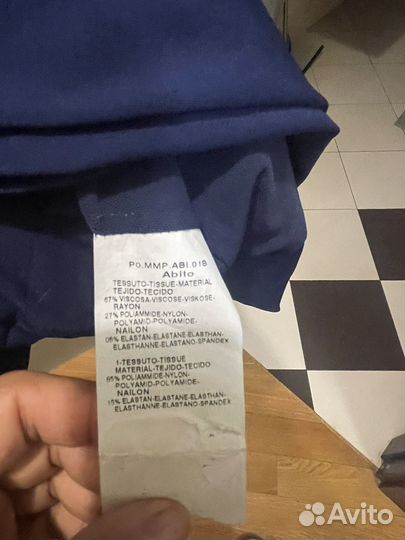 P0.MMP.ABI.01B
Abito
TESSUTO-TISSUE-MATERIAL
TEJIDO-TECIDO
67% VISCOSA-VISCOSE-VISKOSE-
RAYON
27% POLIAMMIDE-NYLON-
POLYAMID-POLYAMIDE-
NAILON
06% ELASTAN-ELASTANE-ELASTHAN-
ELASTHANNE-ELASTANO-SPANDEX
1-TESSUTO-TISSUE
MATERIAL-TEJIDO-TECIDO
85% POLIAMMIDE-NYLON-
POLYAMID-POLYAMIDE-
NAILON
15% ELASTAN-ELASTANE-ELASTHAN-
ELASTHANNE-ELASTANO-SPANDEX
Avito